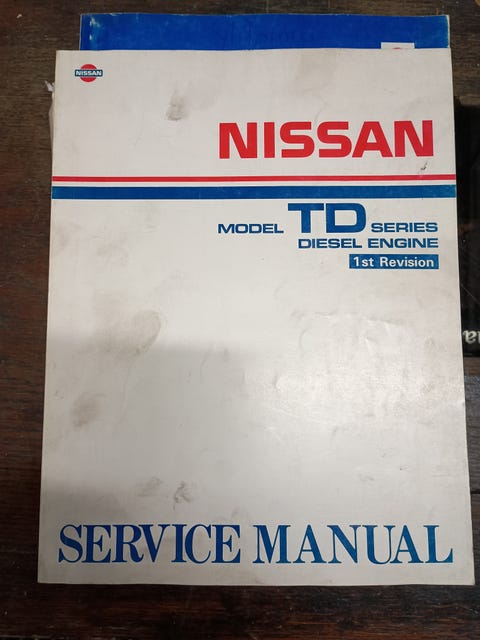 NISSAN
NISSAN
MODEL TD SERIES
DIESEL ENGINE
1st Revision
SERVICE MANUAL